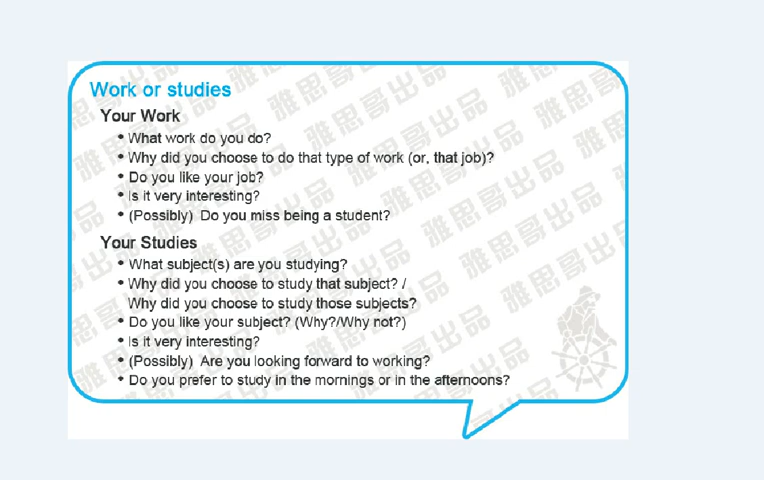 Work or studies
Your Work
• What work do you do?
• Why did you choose to do that type of work (or, that job)?
• Do you like your job?
• Is it very interesting?
• (Possibly) Do you miss being a student?
Your Studies
• What subject(s) are you studying?
• Why did you choose to study that subject? /
Why did you choose to study those subjects?
• Do you like your subject? (Why?/Why not?)
• Is it very interesting?
• (Possibly) Are you looking forward to working?
• Do you prefer to study in the mornings or in the afternoons?
雅思哥出品